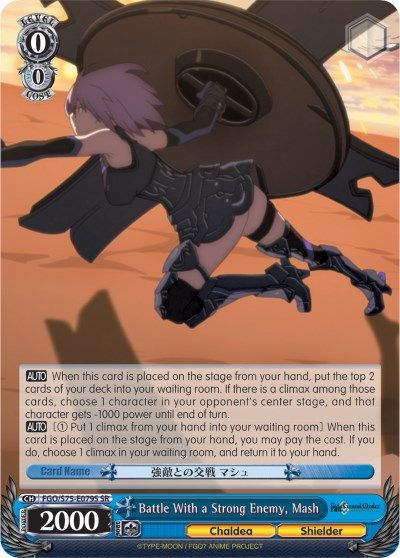 LEVEL
0
0
COST
AUTO When this card is placed on the stage from your hand, put the top 2
cards of your deck into your waiting room. If there is a climax among those
cards, choose 1 character in your opponent's center stage, and that
character gets -1000 power until end of turn.
AUTO [① Put 1 climax from your hand into your waiting room] When this
card is placed on the stage from your hand, you may pay the cost. If you
do, choose 1 climax in your waiting room, and return it to your hand.
Card Name 強敵との交戦 マシュ
CH FGO/S75-E079S SR
2000
Battle With a Strong Enemy, Mash
Chaldea Shielder
©TYPE-MOON / FGO7 ANIME PROJECT